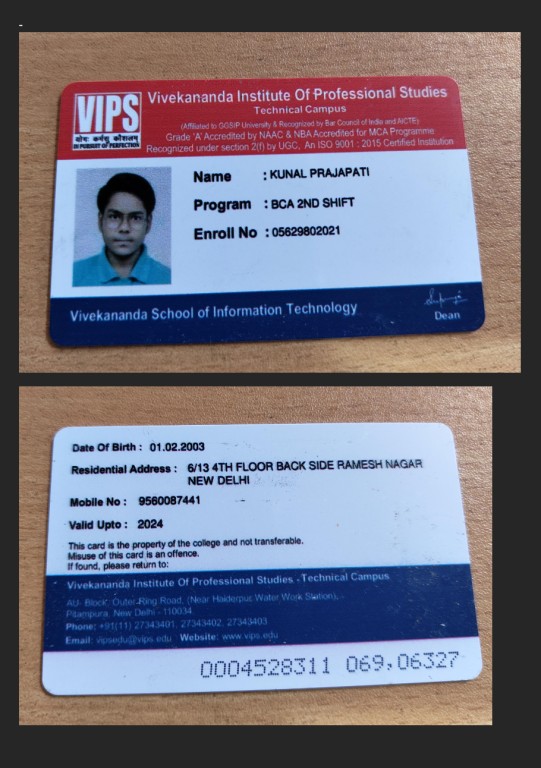 VIPS
योगः कर्मसु कौशलम्
IN PURSUIT OF PERFECTION
Vivekananda Institute Of Professional Studies
Technical Campus
(Affiliated to GGSIP University & Recognized by Bar Council of India and AICTE)
Grade 'A' Accredited by NAAC & NBA Accredited for MCA Programme
Recognized under section 2(f) by UGC, An ISO 9001 : 2015 Certified Institution
Name : KUNAL PRAJAPATI
Program : BCA 2ND SHIFT
Enroll No : 05629802021
Vivekananda School of Information Technology
Dean
Date Of Birth : 01.02.2003
Residential Address : 6/13 4TH FLOOR BACK SIDE RAMESH NAGAR
NEW DELHI
Mobile No : 9560087441
Valid Upto : 2024
This card is the property of the college and not transferable.
Misuse of this card is an offence.
If found, please return to:
Vivekananda Institute Of Professional Studies - Technical Campus
AU- Block, Outer Ring Road, (Near Haiderpur Water Work Station), -
Pitampura, New Delhi - 110034
Phone: +91(11) 27343401, 27343402, 27343403
Email: vipsedu@vips.edu Website: www.vips.edu
0004528311 069,06327